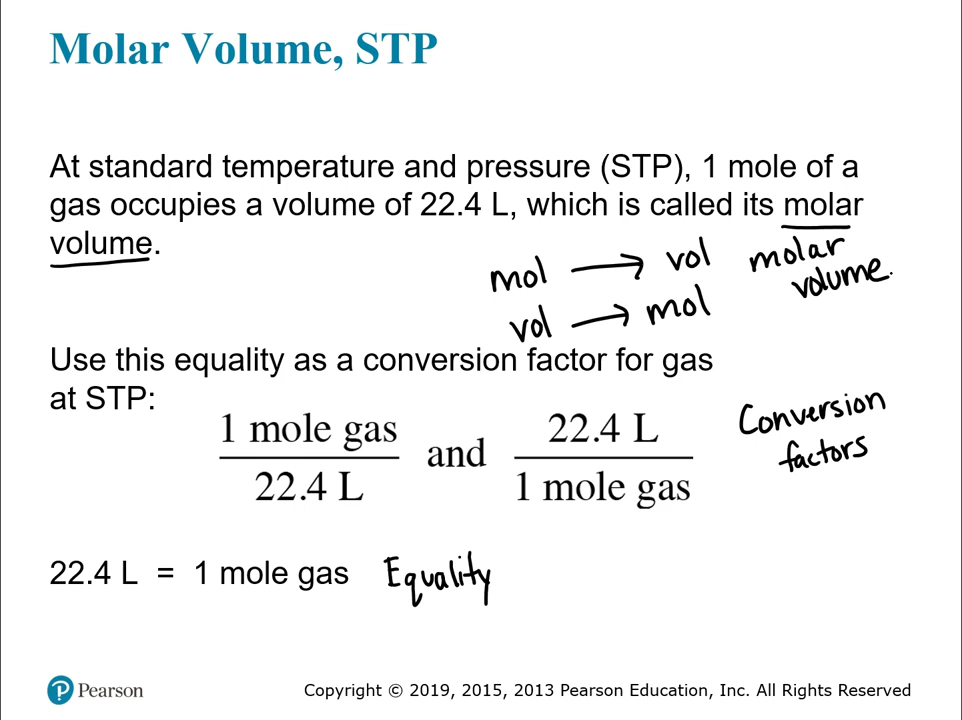 Molar Volume, STP
At standard temperature and pressure (STP), 1 mole of a
gas occupies a volume of 22.4 L, which is called its molar
volume.
mol → vol molar
volume.
vol → mol
Use this equality as a conversion factor for gas
at STP:
1 mole gas
22.4 L
and
22.4 L
1 mole gas
Conversion
factors
22.4 L = 1 mole gas Equality
Pearson
Copyright © 2019, 2015, 2013 Pearson Education, Inc. All Rights Reserved